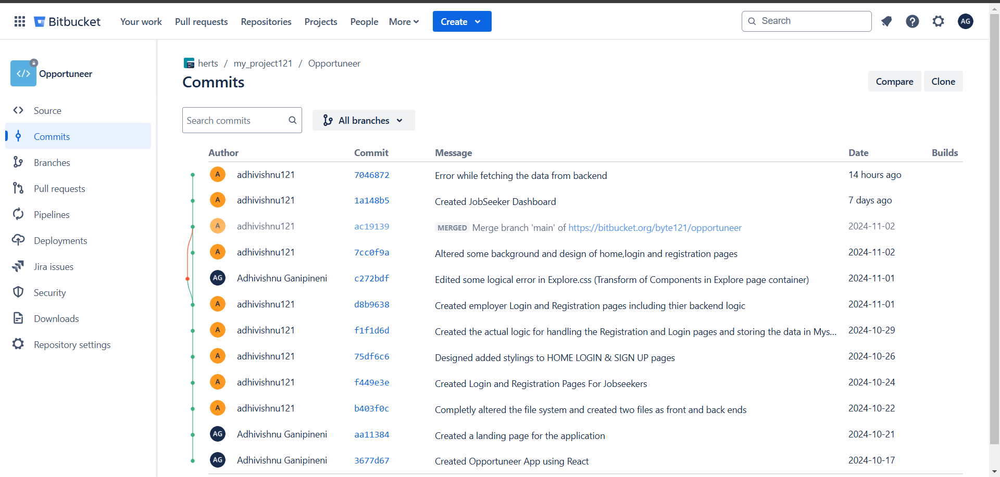 Bitbucket Your work Pull requests Repositories Projects People More Create Search ? AG
</> Opportuneer
Source
Commits
Branches
Pull requests
Pipelines
Deployments
Jira issues
Security
Downloads
Repository settings
herts / my_project121 / Opportuneer
Commits
Compare Clone
Search commits All branches
Author Commit Message Date Builds
A adhivishnu121 7046872 Error while fetching the data from backend 14 hours ago
A adhivishnu121 1a148b5 Created JobSeeker Dashboard 7 days ago
A adhivishnu121 ac19139 MERGED Merge branch 'main' of https://bitbucket.org/byte121/opportuneer 2024-11-02
A adhivishnu121 7cc0f9a Altered some background and design of home,login and registration pages 2024-11-02
AG Adhivishnu Ganipineni c272bdf Edited some logical error in Explore.css (Transform of Components in Explore page container) 2024-11-01
A adhivishnu121 d8b9638 Created employer Login and Registration pages including thier backend logic 2024-11-01
A adhivishnu121 f1f1d6d Created the actual logic for handling the Registration and Login pages and storing the data in Mys... 2024-10-29
A adhivishnu121 75df6c6 Designed added stylings to HOME LOGIN & SIGN UP pages 2024-10-26
A adhivishnu121 f449e3e Created Login and Registration Pages For Jobseekers 2024-10-24
A adhivishnu121 b403f0c Completly altered the file system and created two files as front and back ends 2024-10-22
AG Adhivishnu Ganipineni aa11384 Created a landing page for the application 2024-10-21
AG Adhivishnu Ganipineni 3677d67 Created Opportuneer App using React 2024-10-17